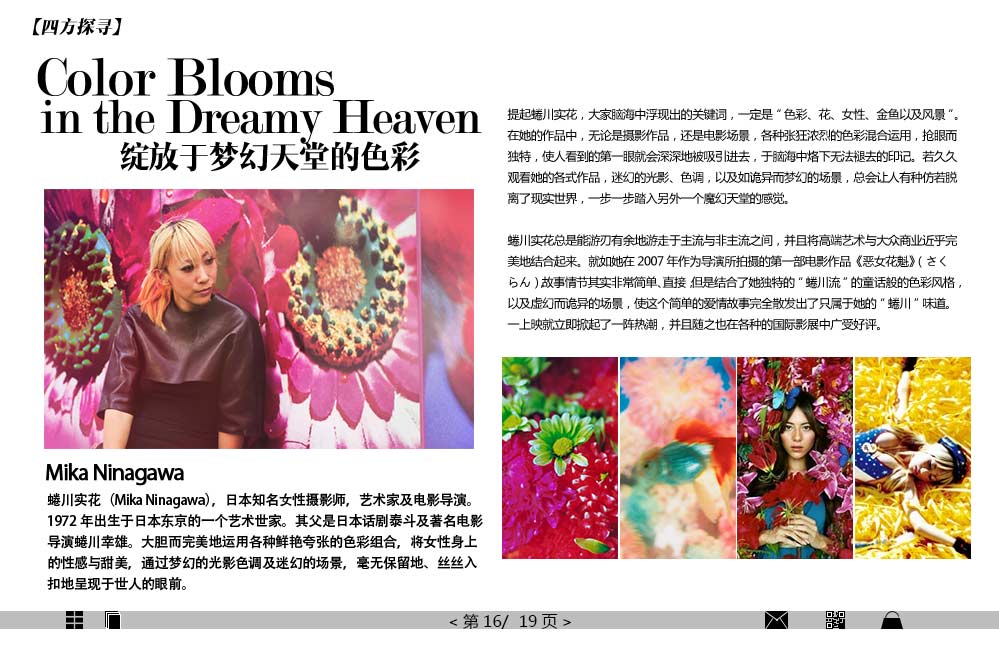 【四方探寻】
Color Blooms
in the Dreamy Heaven
绽放于梦幻天堂的色彩
Mika Ninagawa
蜷川实花（Mika Ninagawa），日本知名女性摄影师，艺术家及电影导演。
1972 年出生于日本东京的一个艺术世家。其父是日本话剧泰斗及著名电影
导演蜷川幸雄。大胆而完美地运用各种鲜艳夸张的色彩组合，将女性身上
的性感与甜美，通过梦幻的光影色调及迷幻的场景，毫无保留地、丝丝入
扣地呈现于世人的眼前。
提起蜷川实花，大家脑海中浮现出的关键词，一定是“色彩、花、女性、金鱼以及风景”。
在她的作品中，无论是摄影作品，还是电影场景，各种张狂浓烈的色彩混合运用，抢眼而
独特，使人看到的第一眼就会深深地被吸引进去，于脑海中烙下无法褪去的印记。若久久
观看她的各式作品，迷幻的光影、色调，以及如诡异而梦幻的场景，总会让人有种仿若脱
离了现实世界，一步一步踏入另外一个魔幻天堂的感觉。
蜷川实花总是能游刃有余地游走于主流与非主流之间，并且将高端艺术与大众商业近乎完
美地结合起来。就如她在 2007 年作为导演所拍摄的第一部电影作品《恶女花魁》（さく
らん）,故事情节其实非常简单、直接,但是结合了她独特的“蜷川流”的童话般的色彩风格，
以及虚幻而诡异的场景，使这个简单的爱情故事完全散发出了只属于她的“蜷川”味道。
一上映就立即掀起了一阵热潮，并且随之也在各种的国际影展中广受好评。
< 第 16/ 19 页 >